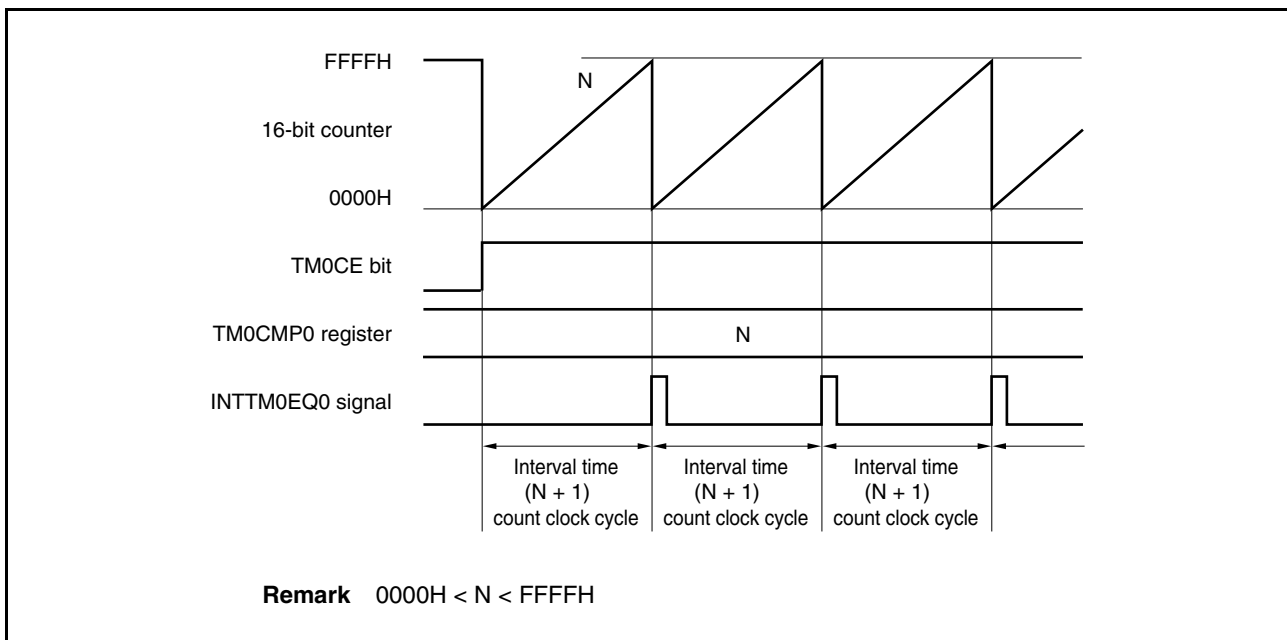 FFFFH
N
16-bit counter
0000H
TM0CE bit
TM0CMP0 register
N
INTTM0EQ0 signal
Interval time
(N + 1)
count clock cycle
Interval time
(N + 1)
count clock cycle
Interval time
(N + 1)
count clock cycle
Remark 0000H < N < FFFFH